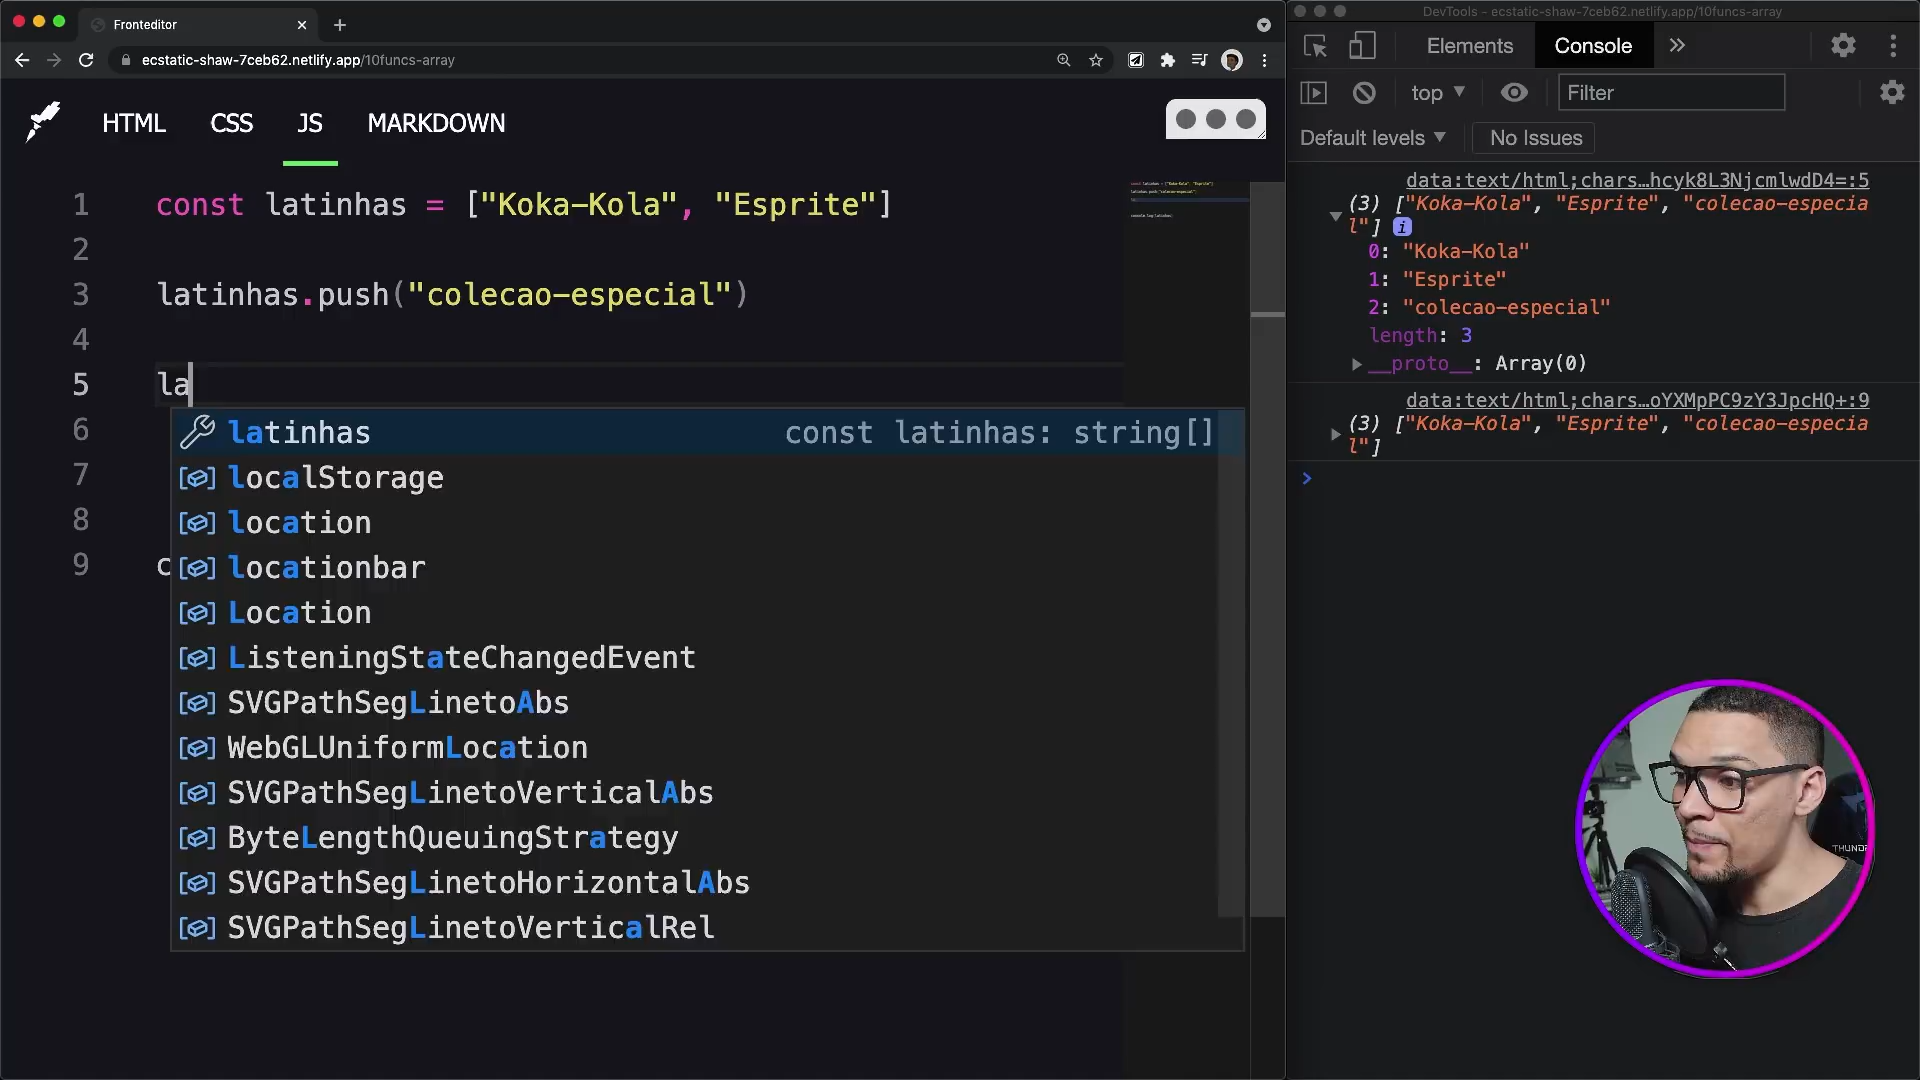 Fronteditor
ecstatic-shaw-7ceb62.netlify.app/10funcs-array
HTML CSS JS MARKDOWN
1 const latinhas = ["Koka-Kola", "Esprite"]
2
3 latinhas.push("colecao-especial")
4
5 la
6
7
8
9 c
latinhas const latinhas: string[]
localStorage
location
locationbar
Location
ListeningStateChangedEvent
SVGPathSegLinetoAbs
WebGLUniformLocation
SVGPathSegLinetoVerticalAbs
ByteLengthQueuingStrategy
SVGPathSegLinetoHorizontalAbs
SVGPathSegLinetoVerticalRel
DevTools - ecstatic-shaw-7ceb62.netlify.app/10funcs-array
Elements Console
top Filter
Default levels No Issues
data:text/html;chars…hcyk8L3NjcmlwdD4=:5
(3) ["Koka-Kola", "Esprite", "colecao-especia
l"] i
0: "Koka-Kola"
1: "Esprite"
2: "colecao-especial"
length: 3
__proto__: Array(0)
data:text/html;chars…oYXMpPC9zY3JpcHQ+:9
(3) ["Koka-Kola", "Esprite", "colecao-especia
l"]